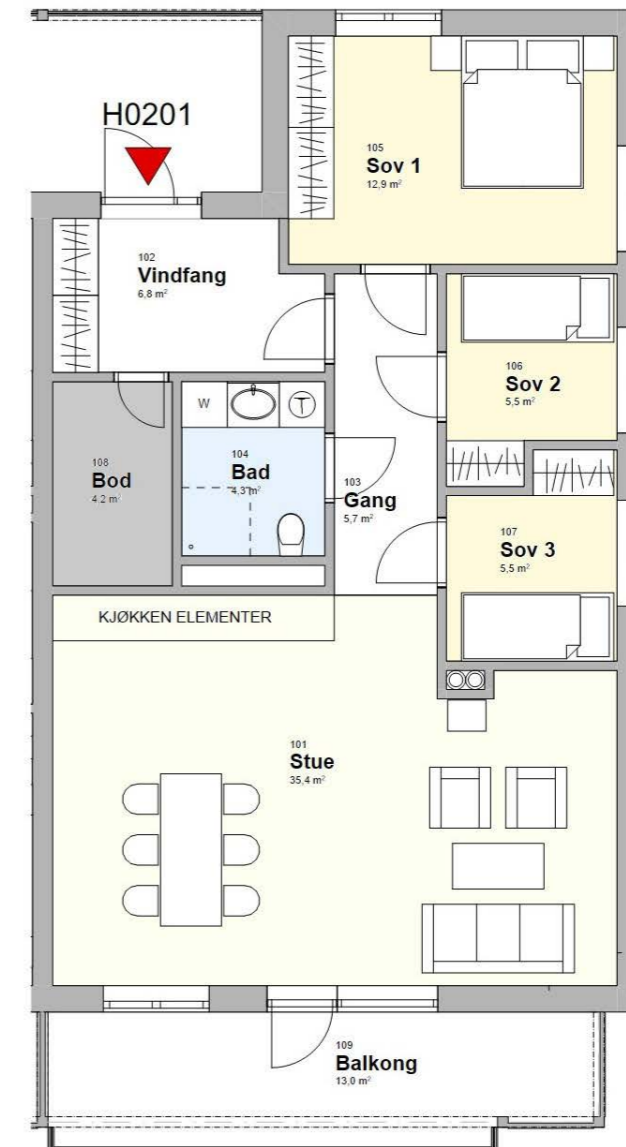 H0201
105
Sov 1
12,9 m²
102
Vindfang
6,8 m²
106
Sov 2
5,5 m²
W
T
104
Bad
4,3 m²
108
Bod
4,2 m²
103
Gang
5,7 m²
107
Sov 3
5,5 m²
KJØKKEN ELEMENTER
101
Stue
35,4 m²
109
Balkong
13,0 m²